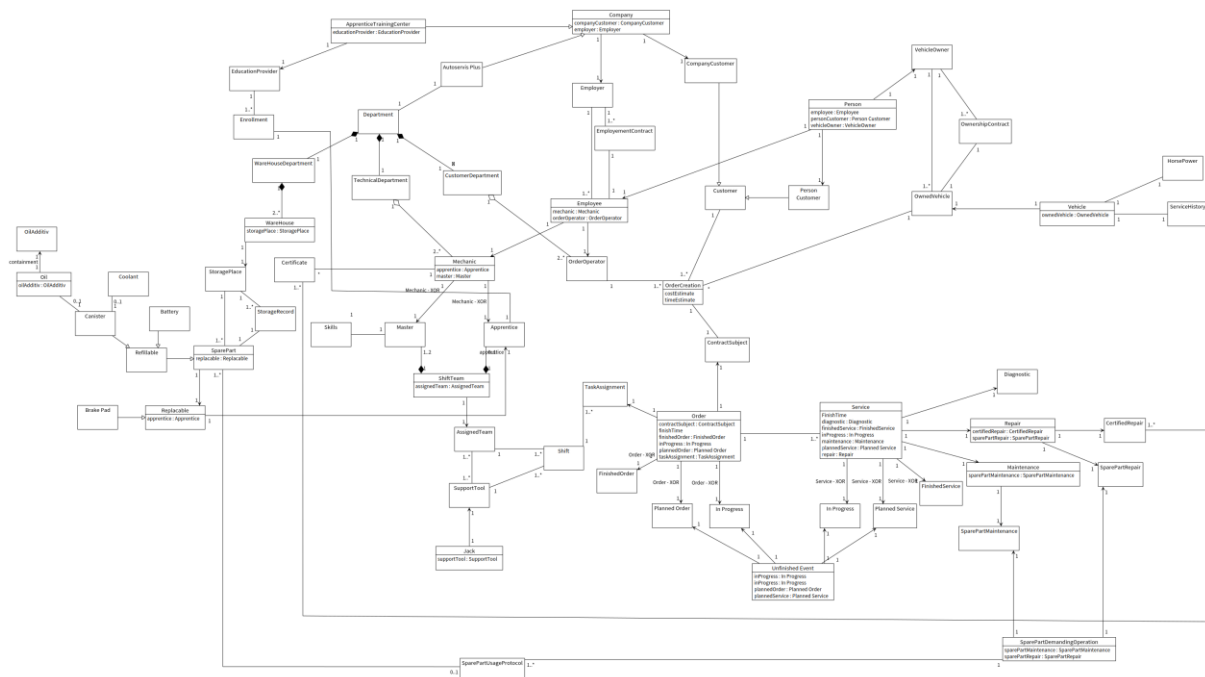 Company
companyCustomer : CompanyCustomer
employer : Employer
ApprenticeTrainingCenter
educationProvider : EducationProvider
VehicleOwner
CompanyCustomer
Autoservis Plus
EducationProvider
Employer
Person
employee : Employee
personCustomer : Person Customer
vehicleOwner : VehicleOwner
Department
Enrollment
OwnershipContract
EmployementContract
WareHouseDepartment
HorsePower
CustomerDepartment
TechnicalDepartment
Customer
Person
Customer
OwnedVehicle
Employee
mechanic : Mechanic
orderOperator : OrderOperator
Vehicle
ownedVehicle : OwnedVehicle
ServiceHistory
WareHouse
storagePlace : StoragePlace
OilAdditiv
containment
Oil
oilAdditiv : OilAdditiv
Coolant
StoragePlace
Certificate
Mechanic
apprentice : Apprentice
master : Master
OrderOperator
OrderCreation
costEstimate
timeEstimate
Mechanic - XOR
Mechanic - XOR
Battery
Canister
StorageRecord
Skills
Master
Apprentice
ContractSubject
Refillable
SparePart
replacable : Replacable
ShiftTeam
assignedTeam : AssignedTeam
Diagnostic
TaskAssignment
Brake Pad
Replacable
apprentice : Apprentice
Order
contractSubject : ContractSubject
finishTime
finishedOrder : FinishedOrder
inProgress : In Progress
plannedOrder : Planned Order
taskAssignment : TaskAssignment
Service
FinishTime
diagnostic : Diagnostic
finishedService : FinishedService
inProgress : In Progress
maintenance : Maintenance
plannedService : Planned Service
repair : Repair
Repair
certifiedRepair : CertifiedRepair
sparePartRepair : SparePartRepair
CertifiedRepair
AssignedTeam
Shift
Order - XOR
FinishedOrder
Order - XOR
Order - XOR
Service - XOR
Service - XOR
Service - XOR
FinishedService
Maintenance
sparePartMaintenance : SparePartMaintenance
SparePartRepair
SupportTool
Planned Order
In Progress
In Progress
Planned Service
SparePartMaintenance
Jack
supportTool : SupportTool
Unfinished Event
inProgress : In Progress
inProgress : In Progress
plannedOrder : Planned Order
plannedService : Planned Service
SparePartDemandingOperation
sparePartMaintenance : SparePartMaintenance
sparePartRepair : SparePartRepair
SparePartUsageProtocol
0..1
1..*
1